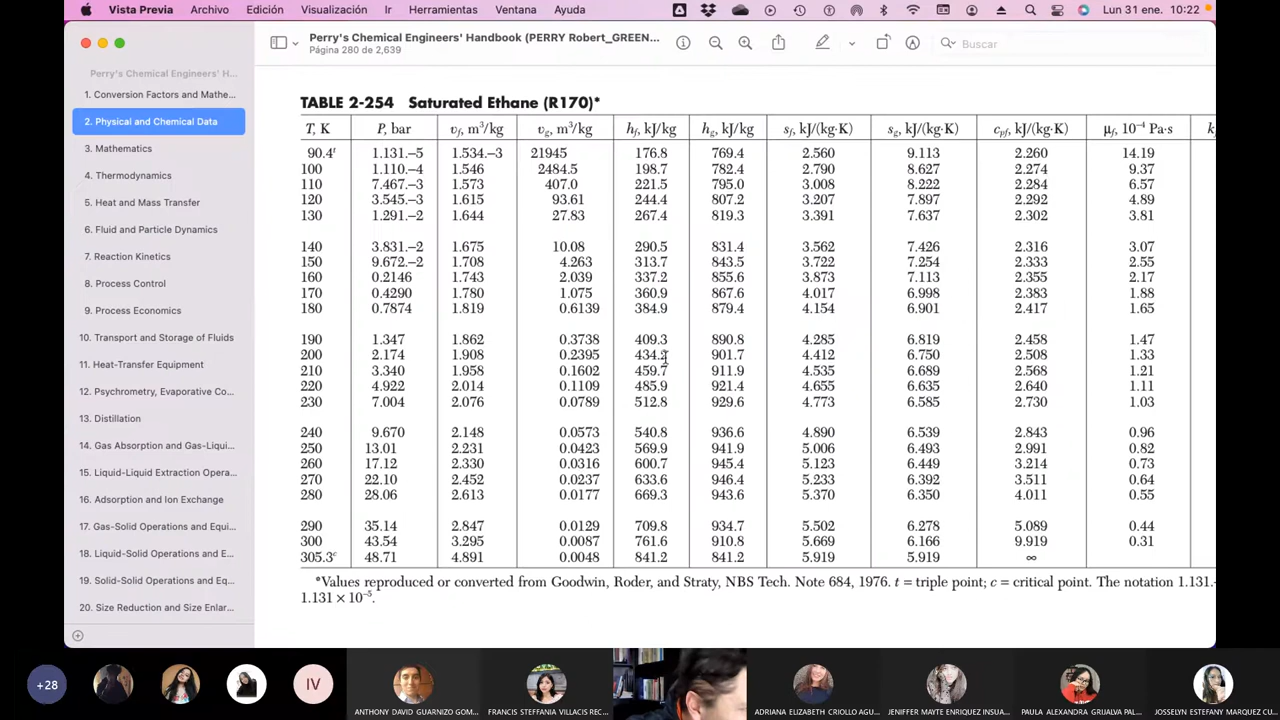 Vista Previa Archivo Edición Visualización Ir Herramientas Ventana Ayuda Lun 31 ene. 10:22
Perry's Chemical Engineers' Handbook (PERRY Robert_GREEN...
Página 280 de 2,639
Buscar
Perry's Chemical Engineers' H...
1. Conversion Factors and Mathe...
2. Physical and Chemical Data
3. Mathematics
4. Thermodynamics
5. Heat and Mass Transfer
6. Fluid and Particle Dynamics
7. Reaction Kinetics
8. Process Control
9. Process Economics
10. Transport and Storage of Fluids
11. Heat-Transfer Equipment
12. Psychrometry, Evaporative Co...
13. Distillation
14. Gas Absorption and Gas-Liqui...
15. Liquid-Liquid Extraction Opera...
16. Adsorption and Ion Exchange
17. Gas-Solid Operations and Equi...
18. Liquid-Solid Operations and E...
19. Solid-Solid Operations and Eq...
20. Size Reduction and Size Enlar...
TABLE 2-254 Saturated Ethane (R170)*
T, K P, bar vf, m³/kg vg, m³/kg hf, kJ/kg hg, kJ/kg sf, kJ/(kg·K) sg, kJ/(kg·K) cpf, kJ/(kg·K) μf, 10⁻⁴ Pa·s
90.4ᵗ 1.131.−5 1.534.−3 21945 176.8 769.4 2.560 9.113 2.260 14.19
100 1.110.−4 1.546 2484.5 198.7 782.4 2.790 8.627 2.274 9.37
110 7.467.−3 1.573 407.0 221.5 795.0 3.008 8.222 2.284 6.57
120 3.545.−3 1.615 93.61 244.4 807.2 3.207 7.897 2.292 4.89
130 1.291.−2 1.644 27.83 267.4 819.3 3.391 7.637 2.302 3.81
140 3.831.−2 1.675 10.08 290.5 831.4 3.562 7.426 2.316 3.07
150 9.672.−2 1.708 4.263 313.7 843.5 3.722 7.254 2.333 2.55
160 0.2146 1.743 2.039 337.2 855.6 3.873 7.113 2.355 2.17
170 0.4290 1.780 1.075 360.9 867.6 4.017 6.998 2.383 1.88
180 0.7874 1.819 0.6139 384.9 879.4 4.154 6.901 2.417 1.65
190 1.347 1.862 0.3738 409.3 890.8 4.285 6.819 2.458 1.47
200 2.174 1.908 0.2395 434.2 901.7 4.412 6.750 2.508 1.33
210 3.340 1.958 0.1602 459.7 911.9 4.535 6.689 2.568 1.21
220 4.922 2.014 0.1109 485.9 921.4 4.655 6.635 2.640 1.11
230 7.004 2.076 0.0789 512.8 929.6 4.773 6.585 2.730 1.03
240 9.670 2.148 0.0573 540.8 936.6 4.890 6.539 2.843 0.96
250 13.01 2.231 0.0423 569.9 941.9 5.006 6.493 2.991 0.82
260 17.12 2.330 0.0316 600.7 945.4 5.123 6.449 3.214 0.73
270 22.10 2.452 0.0237 633.6 946.4 5.233 6.392 3.511 0.64
280 28.06 2.613 0.0177 669.3 943.6 5.370 6.350 4.011 0.55
290 35.14 2.847 0.0129 709.8 934.7 5.502 6.278 5.089 0.44
300 43.54 3.295 0.0087 761.6 910.8 5.669 6.166 9.919 0.31
305.3ᶜ 48.71 4.891 0.0048 841.2 841.2 5.919 5.919 ∞
*Values reproduced or converted from Goodwin, Roder, and Straty, NBS Tech. Note 684, 1976. t = triple point; c = critical point. The notation 1.131.
1.131 × 10⁻⁵.
+28
IV
ANTHONY DAVID GUARNIZO GOM...
FRANCIS STEFFANIA VILLACIS REC...
ADRIANA ELIZABETH CRIOLLO AGU...
JENIFFER MAYTE ENRIQUEZ INSUA...
PAULA ALEXANDRA GRIJALVA PAL...
JOSSELYN ESTEFANY MARQUEZ CU...